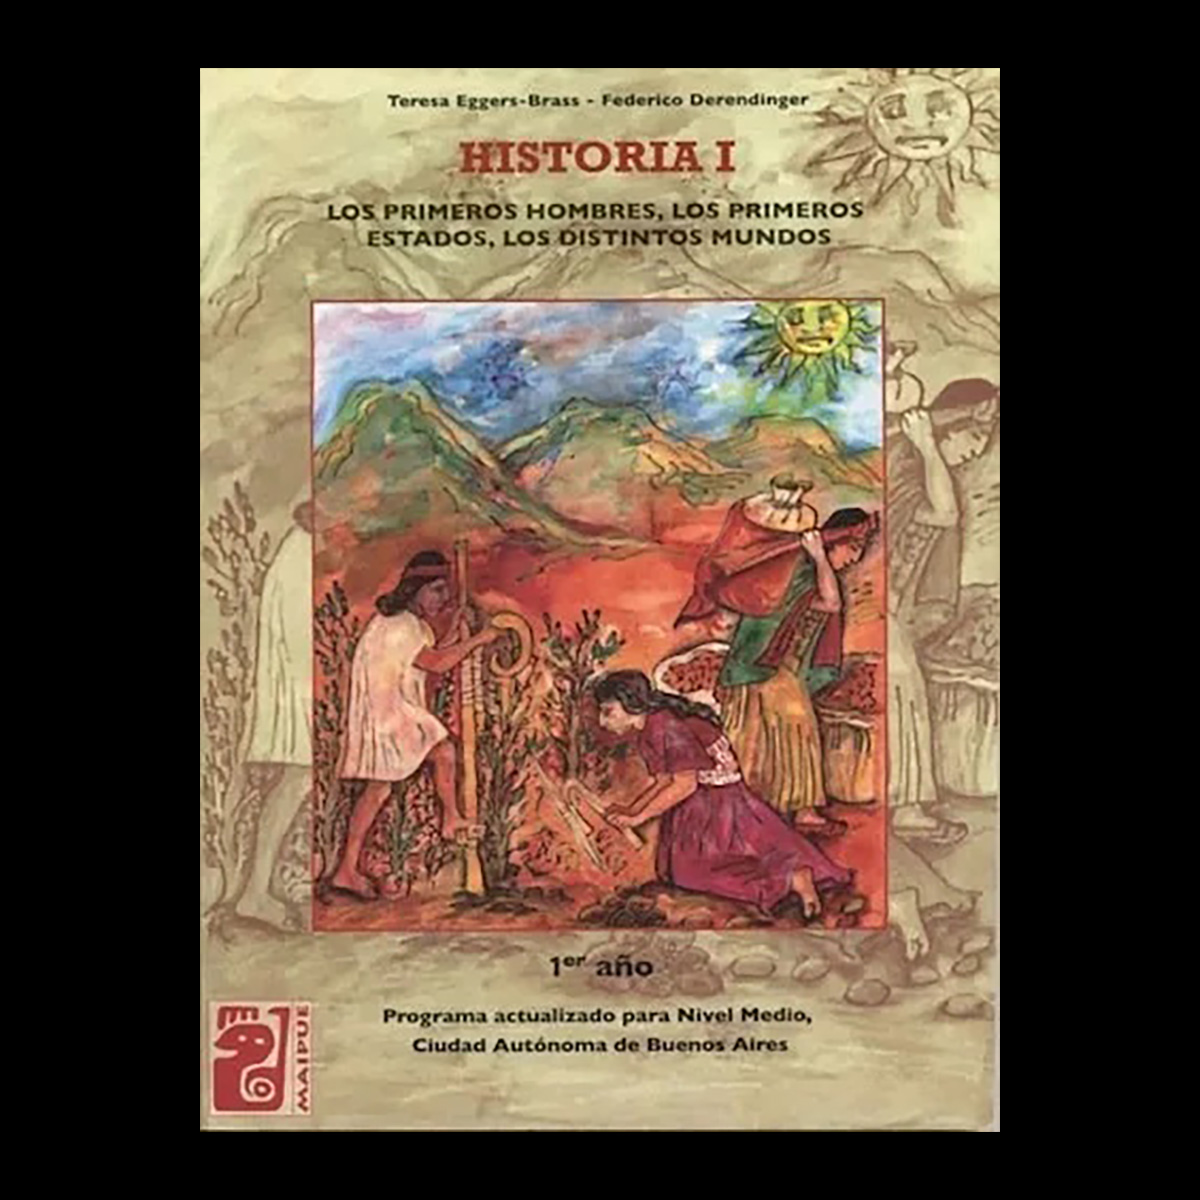 Teresa Eggers-Brass - Federico Derendinger
HISTORIA I
LOS PRIMEROS HOMBRES, LOS PRIMEROS
ESTADOS, LOS DISTINTOS MUNDOS
1er año
Programa actualizado para Nivel Medio,
Ciudad Autónoma de Buenos Aires
MAIPUE